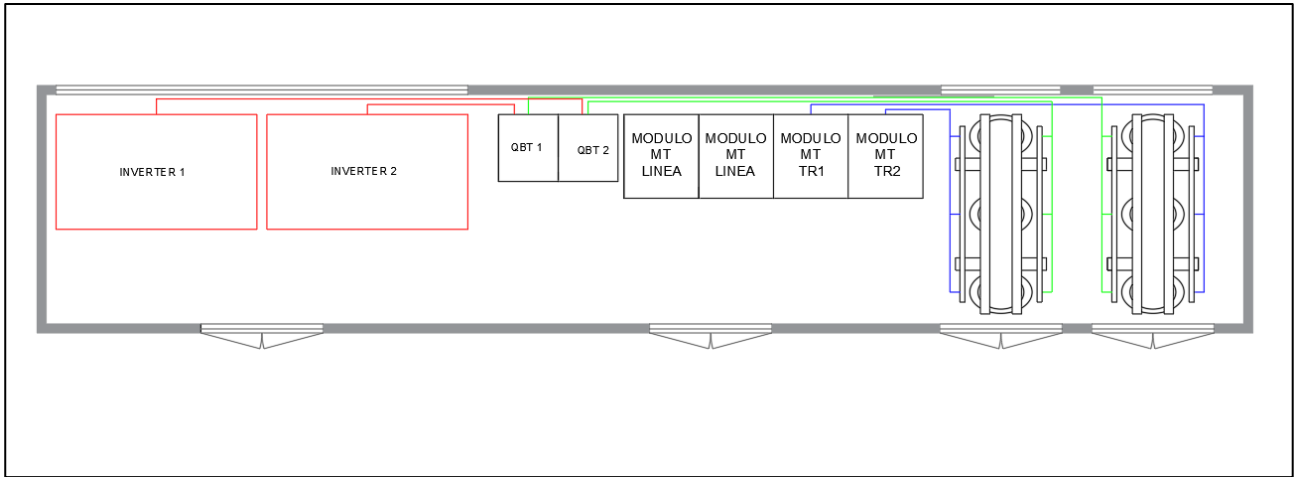 INVERTER 1
INVERTER 2
QBT 1
QBT 2
MODULO
MT
LINEA
MODULO
MT
LINEA
MODULO
MT
TR1
MODULO
MT
TR2